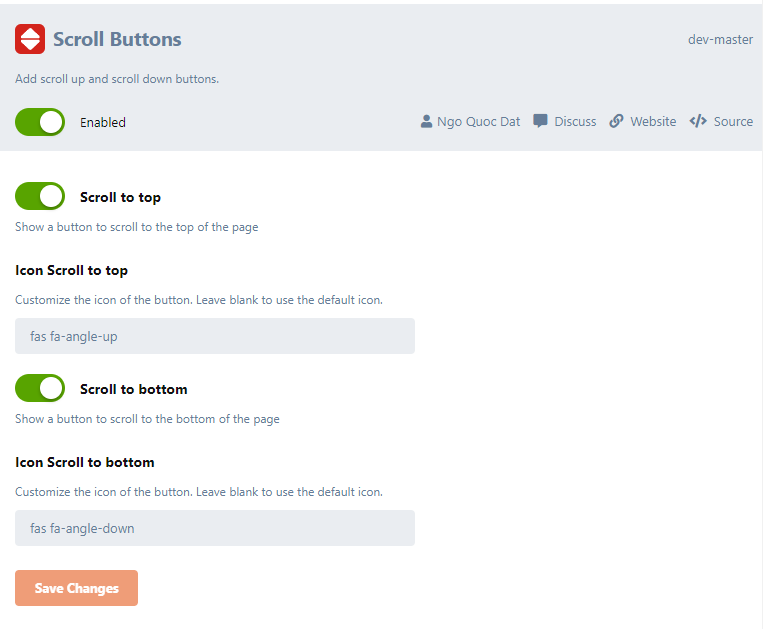 Scroll Buttons
dev-master
Add scroll up and scroll down buttons.
Enabled
Ngo Quoc Dat Discuss Website Source
Scroll to top
Show a button to scroll to the top of the page
Icon Scroll to top
Customize the icon of the button. Leave blank to use the default icon.
fas fa-angle-up
Scroll to bottom
Show a button to scroll to the bottom of the page
Icon Scroll to bottom
Customize the icon of the button. Leave blank to use the default icon.
fas fa-angle-down
Save Changes